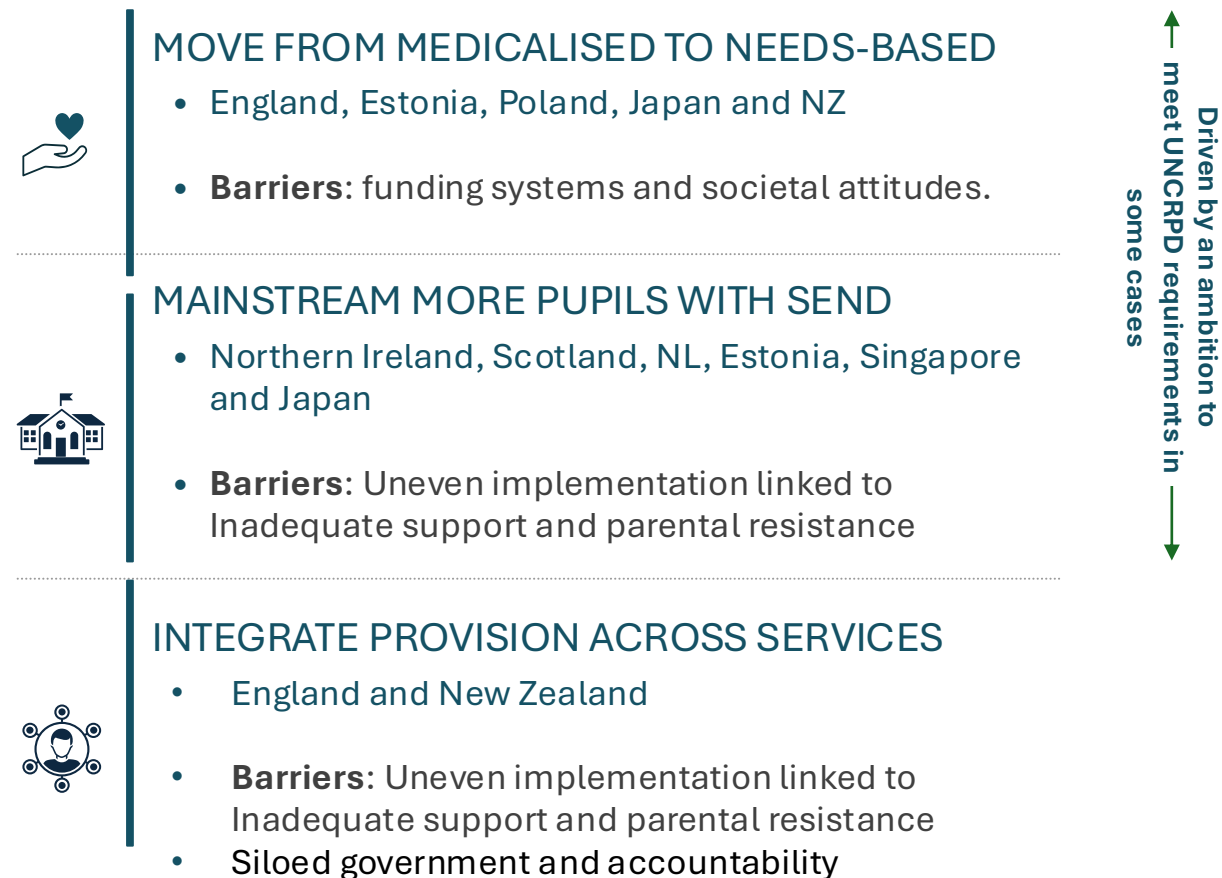 MOVE FROM MEDICALISED TO NEEDS-BASED
• England, Estonia, Poland, Japan and NZ
• Barriers: funding systems and societal attitudes.
MAINSTREAM MORE PUPILS WITH SEND
• Northern Ireland, Scotland, NL, Estonia, Singapore
and Japan
• Barriers: Uneven implementation linked to
Inadequate support and parental resistance
INTEGRATE PROVISION ACROSS SERVICES
• England and New Zealand
• Barriers: Uneven implementation linked to
Inadequate support and parental resistance
• Siloed government and accountability
Driven by an ambition to
meet UNCRPD requirements in
some cases